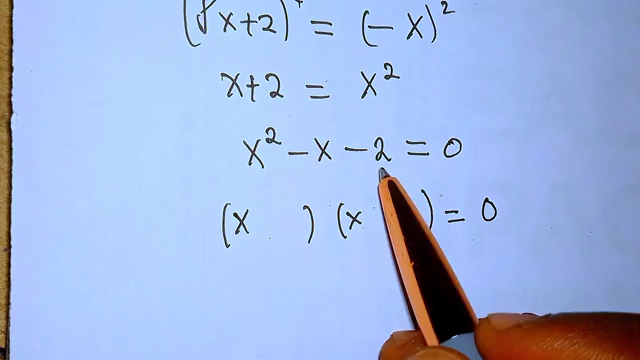 (√x+2)² = (-x)²
x+2 = x²
x² - x - 2 = 0
(x ) (x ) = 0